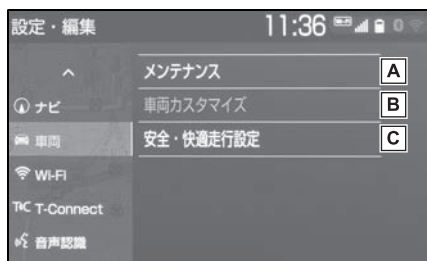 設定・編集 11:36
メンテナンス A
ナビ 車両カスタマイズ B
車両 安全・快適走行設定 C
Wi-Fi
T-Connect
音声認識